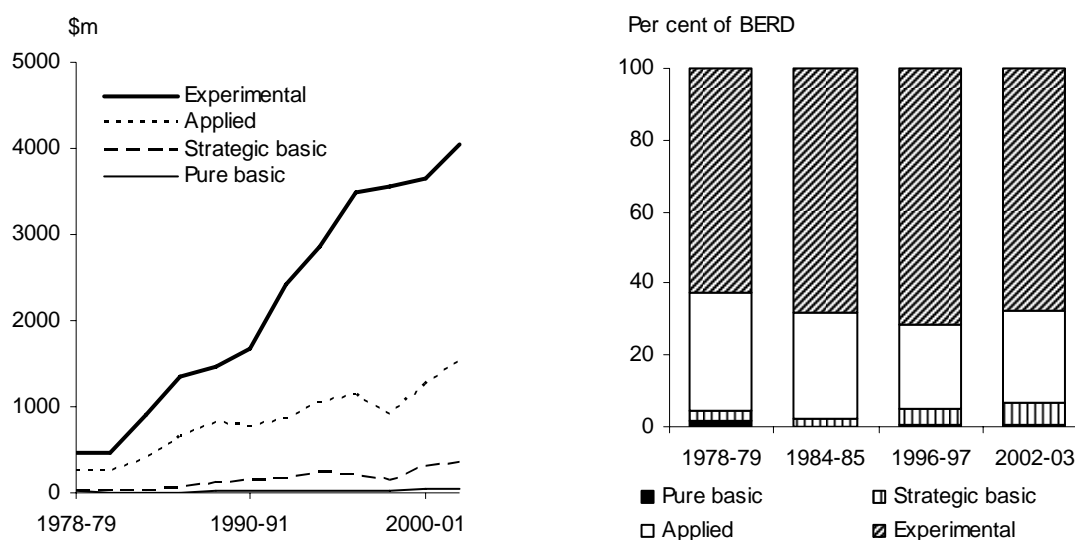 $m
5000
4000
3000
2000
1000
0
Experimental
Applied
Strategic basic
Pure basic
1978-79 1990-91 2000-01
Per cent of BERD
100
80
60
40
20
0
1978-79 1984-85 1996-97 2002-03
Pure basic Strategic basic
Applied Experimental